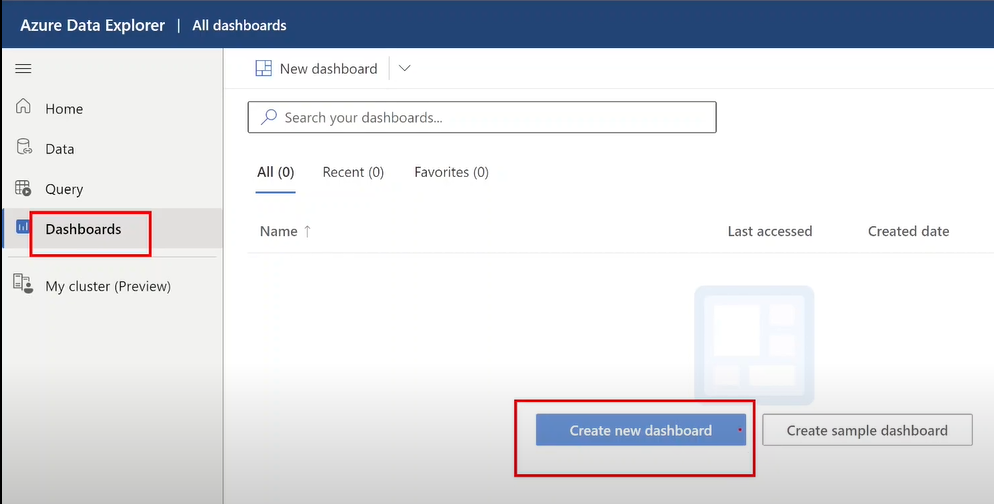 Azure Data Explorer | All dashboards
New dashboard
Search your dashboards...
Home
Data
Query
Dashboards
My cluster (Preview)
All (0) Recent (0) Favorites (0)
Name ↑ Last accessed Created date
Create new dashboard Create sample dashboard